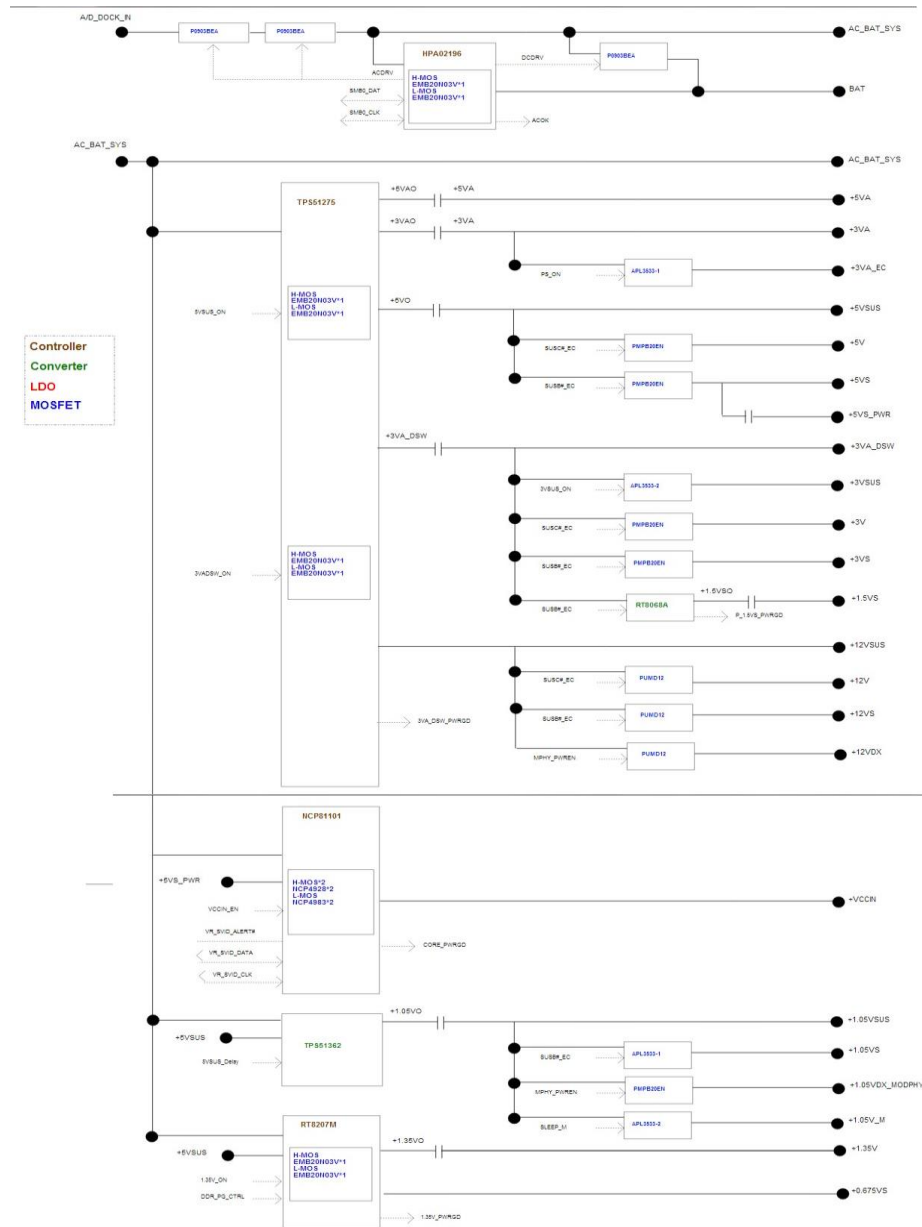 A/D_DOCK_IN
AC_BAT_SYS
P0903BEA
P0903BEA
HPA02196
P0903BEA
ACDRV
DCDRV
H-MOS
EMB20N03V*1
L-MOS
EMB20N03V*1
SMB0_DAT
SMB0_CLK
ACOK
BAT
AC_BAT_SYS
AC_BAT_SYS
TPS51275
+5VAO
+5VA
+5VA
+3VAO
+3VA
+3VA
PS_ON
APL3533-1
+3VA_EC
H-MOS
EMB20N03V*1
L-MOS
EMB20N03V*1
5VSUS_ON
+5VO
+5VSUS
SUSC#_EC
PMPB20EN
+5V
SUSB#_EC
PMPB20EN
+5VS
+5VS_PWR
Controller
Converter
LDO
MOSFET
+3VA_DSW
+3VA_DSW
3VSUS_ON
APL3533-2
+3VSUS
SUSC#_EC
PMPB20EN
+3V
H-MOS
EMB20N03V*1
L-MOS
EMB20N03V*1
3VADSW_ON
SUSB#_EC
PMPB20EN
+3VS
SUSB#_EC
RT8068A
+1.5VSO
+1.5VS
P_1.5VS_PWRGD
+12VSUS
SUSC#_EC
PUMD12
+12V
SUSB#_EC
PUMD12
+12VS
3VA_DSW_PWRGD
MPHY_PWREN
PUMD12
+12VDX
NCP81101
+5VS_PWR
H-MOS*2
NCP4928*2
L-MOS
NCP4983*2
VCCIN_EN
+VCCIN
VR_SVID_ALERT#
VR_SVID_DATA
VR_SVID_CLK
CORE_PWRGD
+1.05VO
+1.05VSUS
+5VSUS
TPS51362
5VSUS_Delay
SUSB#_EC
APL3533-1
+1.05VS
MPHY_PWREN
PMPB20EN
+1.05VDX_MODPHY
SLEEP_M
APL3533-2
+1.05V_M
RT8207M
+1.35VO
+1.35V
+5VSUS
H-MOS
EMB20N03V*1
L-MOS
EMB20N03V*1
1.35V_ON
DDR_PG_CTRL
+0.675VS
1.35V_PWRGD